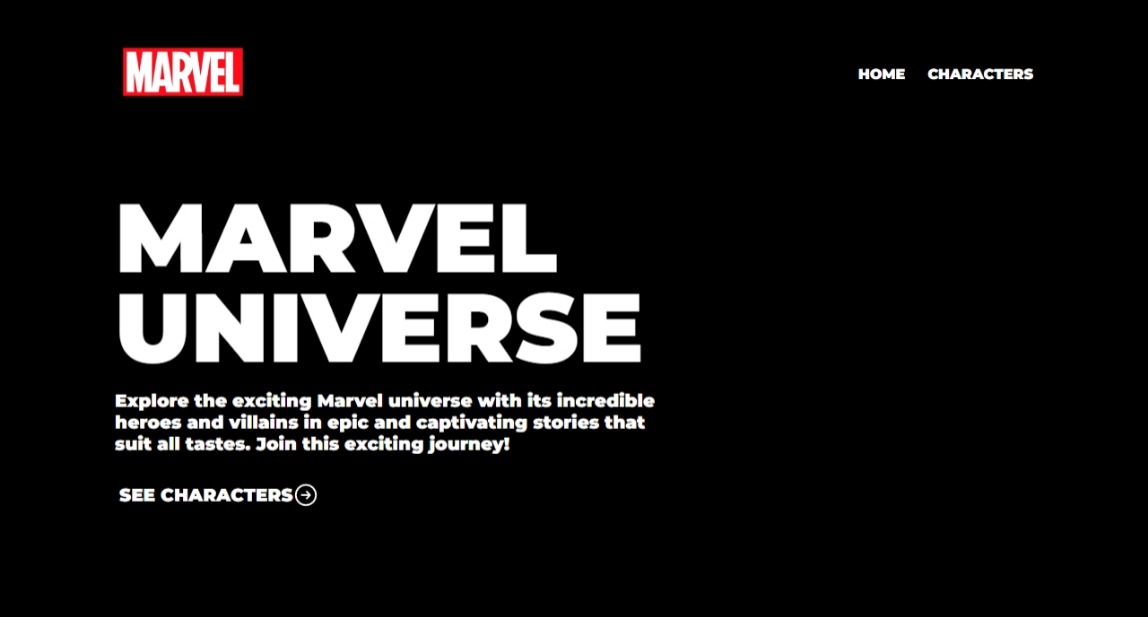 MARVEL
HOME CHARACTERS
MARVEL
UNIVERSE
Explore the exciting Marvel universe with its incredible
heroes and villains in epic and captivating stories that
suit all tastes. Join this exciting journey!
SEE CHARACTERS